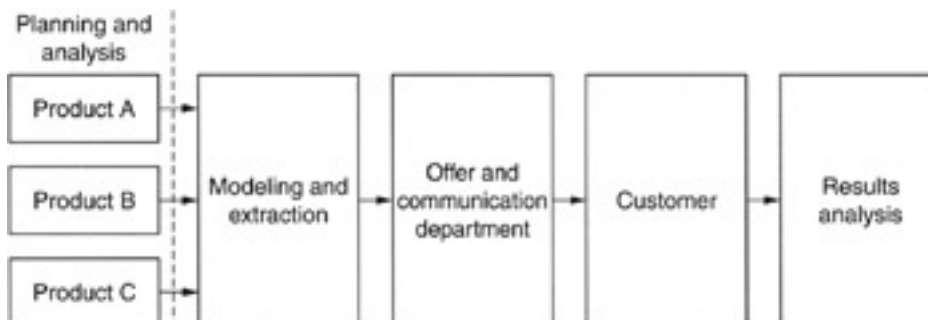 Planning and
analysis
Product A
Product B
Product C
Modeling and
extraction
Offer and
communication
department
Customer
Results
analysis